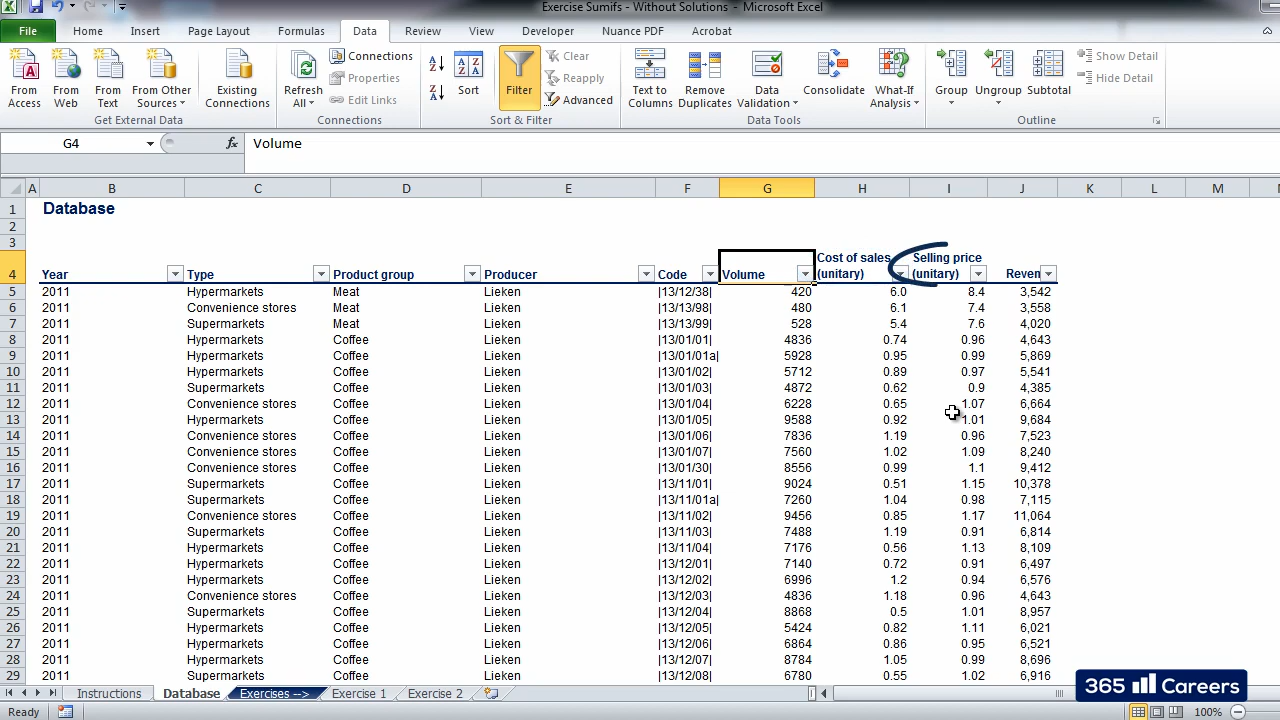 Exercise Sumifs - Without Solutions - Microsoft Excel
File Home Insert Page Layout Formulas Data Review View Developer Nuance PDF Acrobat
From Access From Web From Text From Other Sources Existing Connections Refresh All Connections Properties Edit Links Sort Filter Clear Reapply Advanced Text to Columns Remove Duplicates Data Validation Consolidate What-If Analysis Group Ungroup Subtotal Show Detail Hide Detail
Get External Data Connections Sort & Filter Data Tools Outline
G4 fx Volume
A B C D E F G H I J K L M
1 Database
2
3
4 Year Type Product group Producer Code Volume Cost of sales (unitary) Selling price (unitary) Reven
5 2011 Hypermarkets Meat Lieken |13/12/38| 420 6.0 8.4 3,542
6 2011 Convenience stores Meat Lieken |13/13/98| 480 6.1 7.4 3,558
7 2011 Supermarkets Meat Lieken |13/13/99| 528 5.4 7.6 4,020
8 2011 Hypermarkets Coffee Lieken |13/01/01| 4836 0.74 0.96 4,643
9 2011 Hypermarkets Coffee Lieken |13/01/01a| 5928 0.95 0.99 5,869
10 2011 Hypermarkets Coffee Lieken |13/01/02| 5712 0.89 0.97 5,541
11 2011 Supermarkets Coffee Lieken |13/01/03| 4872 0.62 0.9 4,385
12 2011 Convenience stores Coffee Lieken |13/01/04| 6228 0.65 1.07 6,664
13 2011 Hypermarkets Coffee Lieken |13/01/05| 9588 0.92 1.01 9,684
14 2011 Convenience stores Coffee Lieken |13/01/06| 7836 1.19 0.96 7,523
15 2011 Convenience stores Coffee Lieken |13/01/07| 7560 1.02 1.09 8,240
16 2011 Convenience stores Coffee Lieken |13/01/30| 8556 0.99 1.1 9,412
17 2011 Supermarkets Coffee Lieken |13/11/01| 9024 0.51 1.15 10,378
18 2011 Supermarkets Coffee Lieken |13/11/01a| 7260 1.04 0.98 7,115
19 2011 Convenience stores Coffee Lieken |13/11/02| 9456 0.85 1.17 11,064
20 2011 Supermarkets Coffee Lieken |13/11/03| 7488 1.19 0.91 6,814
21 2011 Hypermarkets Coffee Lieken |13/11/04| 7176 0.56 1.13 8,109
22 2011 Hypermarkets Coffee Lieken |13/12/01| 7140 0.72 0.91 6,497
23 2011 Hypermarkets Coffee Lieken |13/12/02| 6996 1.2 0.94 6,576
24 2011 Convenience stores Coffee Lieken |13/12/03| 4836 1.18 0.96 4,643
25 2011 Supermarkets Coffee Lieken |13/12/04| 8868 0.5 1.01 8,957
26 2011 Hypermarkets Coffee Lieken |13/12/05| 5424 0.82 1.11 6,021
27 2011 Hypermarkets Coffee Lieken |13/12/06| 6864 0.86 0.95 6,521
28 2011 Hypermarkets Coffee Lieken |13/12/07| 8784 1.05 0.99 8,696
29 2011 Supermarkets Coffee Lieken |13/12/08| 6780 0.55 1.02 6,916
Instructions Database Exercises --> Exercise 1 Exercise 2
365 Careers
Ready 100%